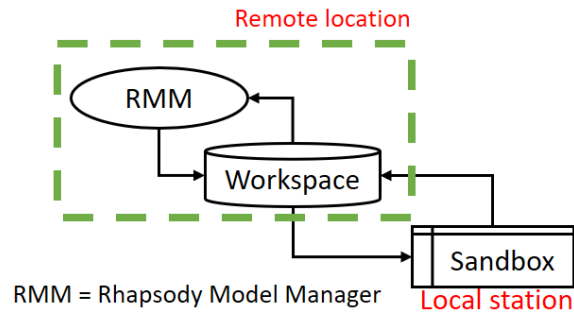 Remote location
RMM
Workspace
Sandbox
RMM = Rhapsody Model Manager
Local station